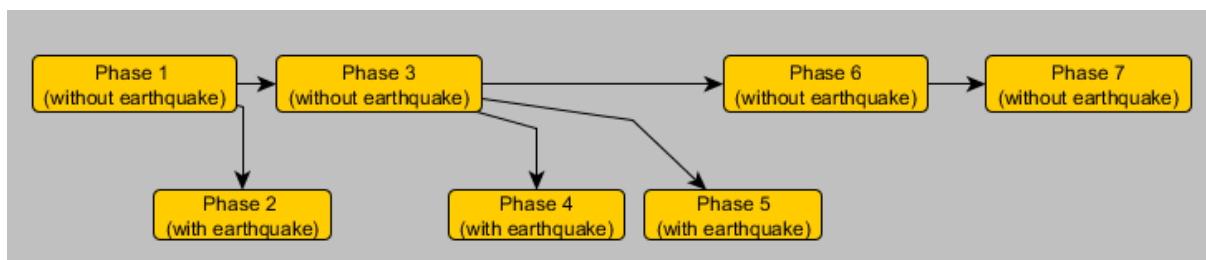 Phase 1
(without earthquake)
Phase 3
(without earthquake)
Phase 6
(without earthquake)
Phase 7
(without earthquake)
Phase 2
(with earthquake)
Phase 4
(with earthquake)
Phase 5
(with earthquake)